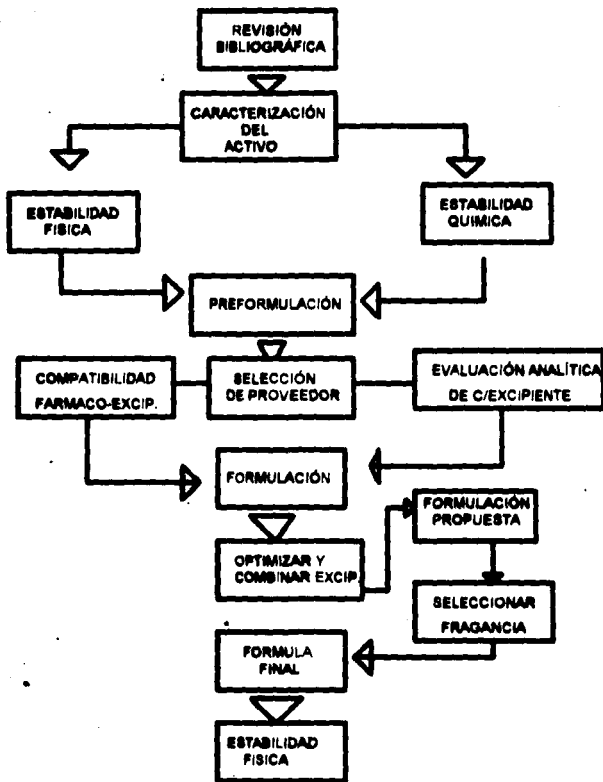 REVISIÓN
BIBLIOGRÁFICA
CARACTERIZACIÓN
DEL
ACTIVO
ESTABILIDAD
FISICA
ESTABILIDAD
QUIMICA
PREFORMULACIÓN
COMPATIBILIDAD
FARMACO-EXCIP.
SELECCIÓN
DE PROVEEDOR
EVALUACIÓN ANALÍTICA
DE C/EXCIPIENTE
FORMULACIÓN
FORMULACIÓN
PROPUESTA
OPTIMIZAR Y
COMBINAR EXCIP.
SELECCIONAR
FRAGANCIA
FORMULA
FINAL
ESTABILIDAD
FISICA